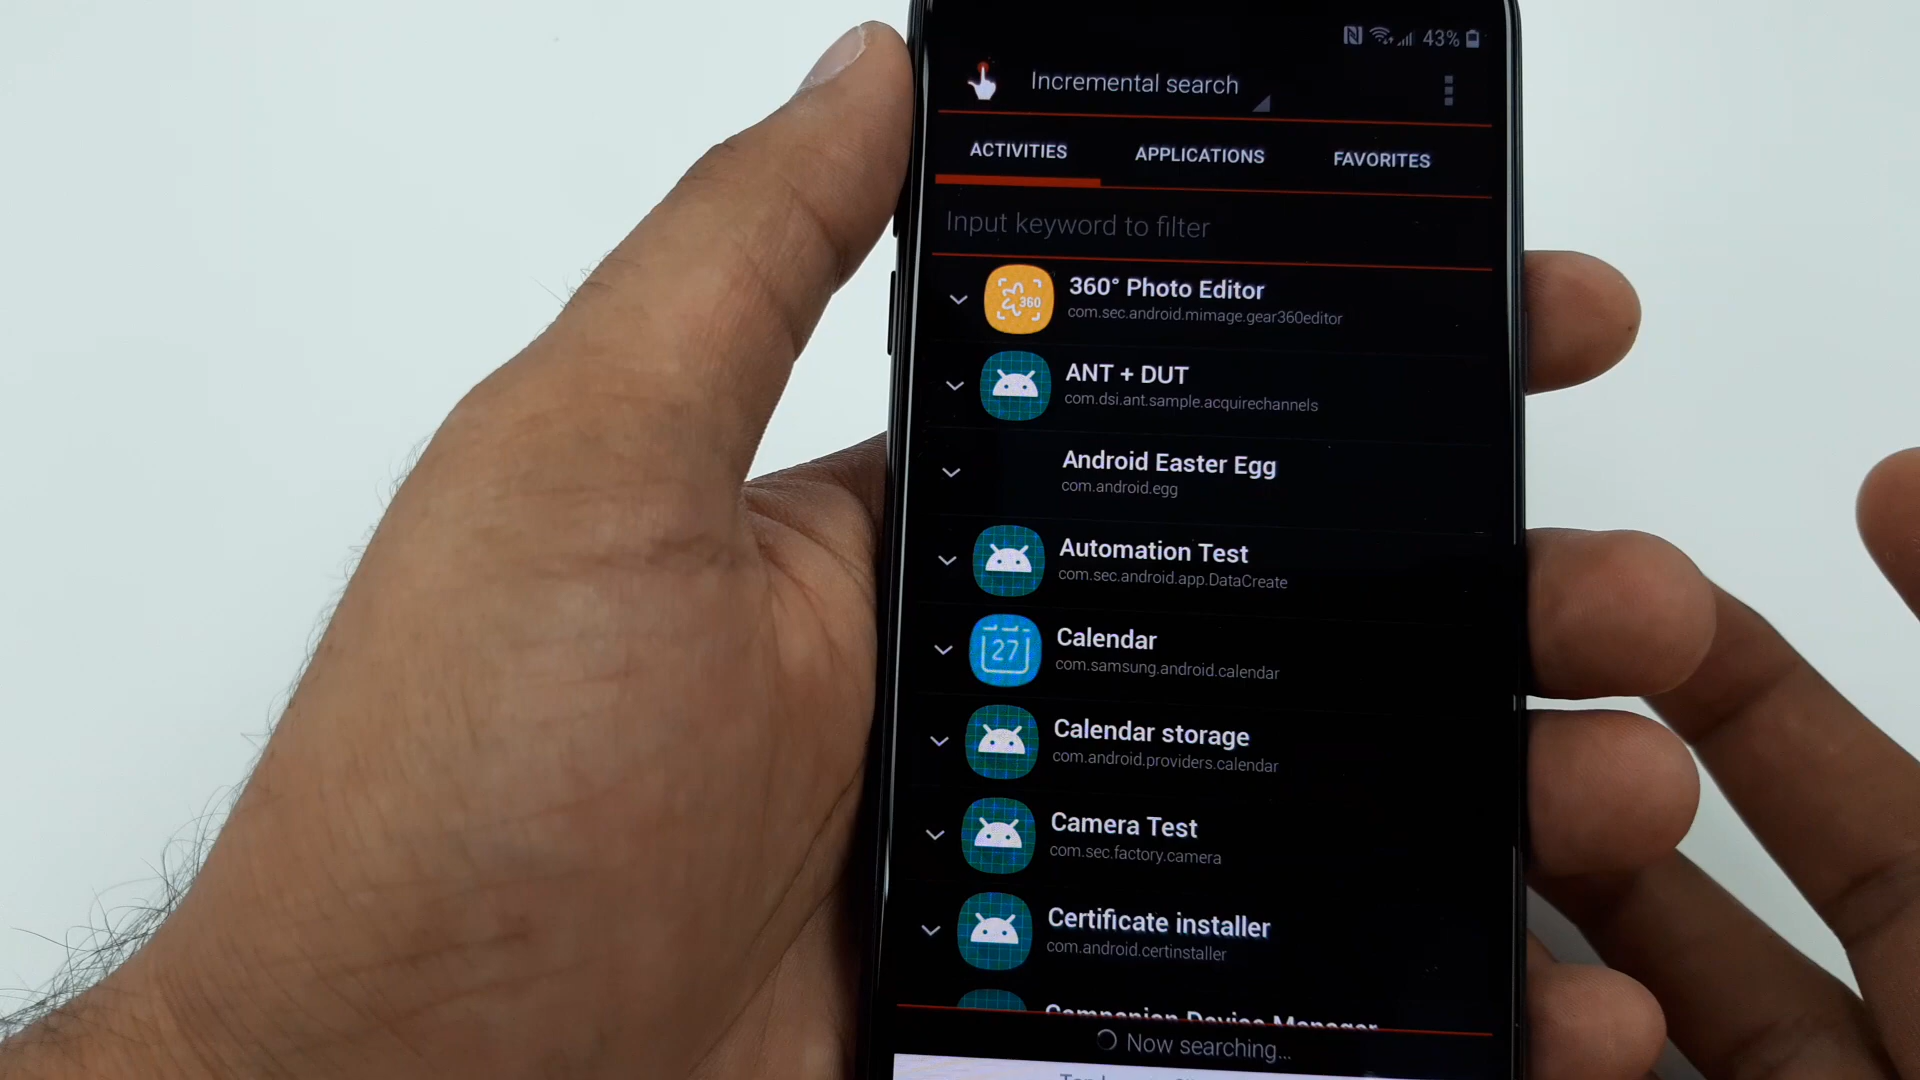 43%
Incremental search
ACTIVITIES APPLICATIONS FAVORITES
Input keyword to filter
360° Photo Editor
360
com.sec.android.mimage.gear360editor
ANT + DUT
com.dsi.ant.sample.acquirechannels
Android Easter Egg
com.android.egg
Automation Test
com.sec.android.app.DataCreate
Calendar
27
com.samsung.android.calendar
Calendar storage
com.android.providers.calendar
Camera Test
com.sec.factory.camera
Certificate installer
com.android.certinstaller
Companion Device Manager
Now searching...